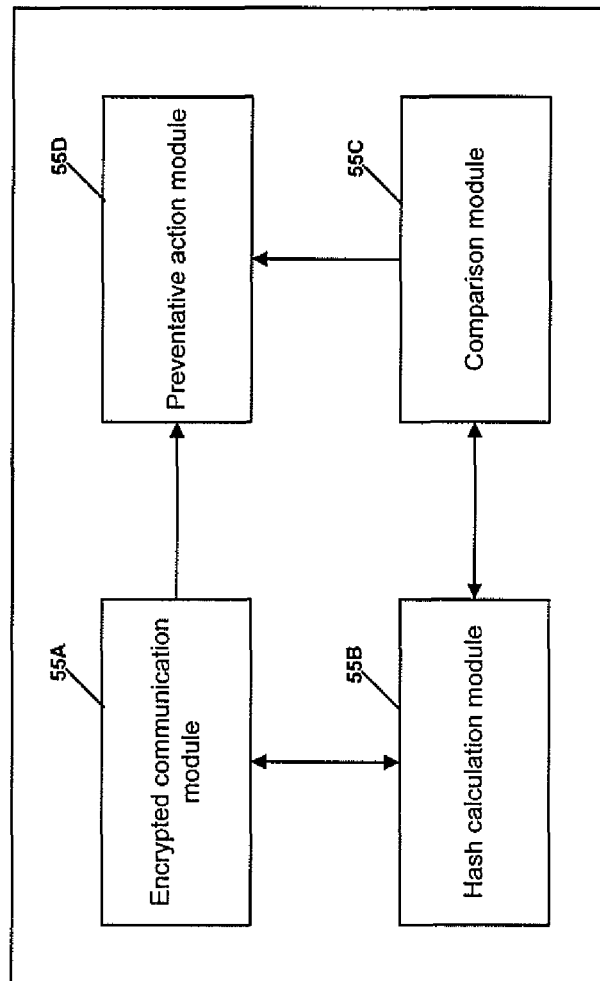 55A
Encrypted communication
module
55D
Preventative action module
55B
Hash calculation module
55C
Comparison module